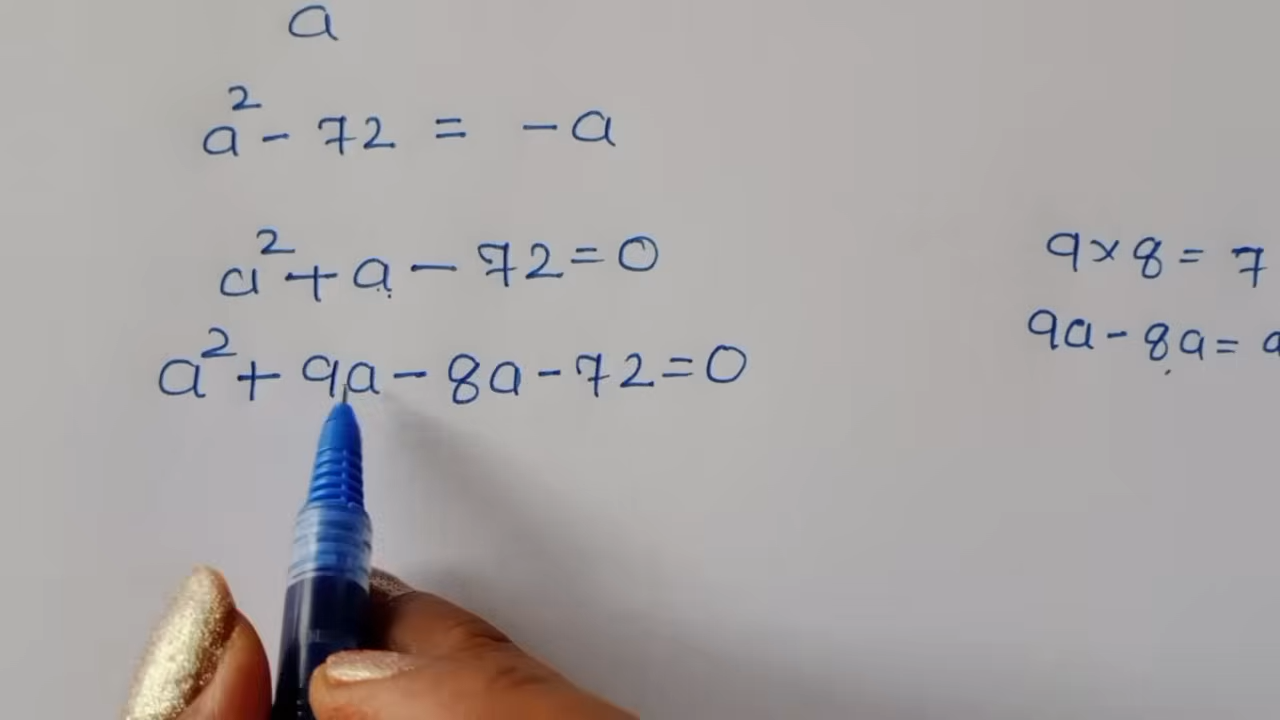 a
a² - 72 = - a
a² + a - 72 = 0
9 × 8 = 7
a² + 9a - 8a - 72 = 0
9a - 8a =